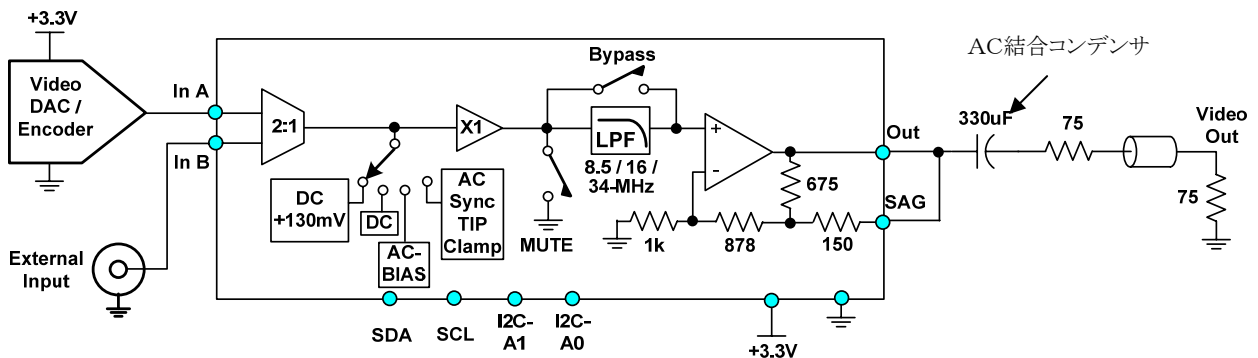 +3.3V
Video
DAC /
Encoder
In A
In B
2:1
X1
Bypass
LPF
8.5 / 16 /
34-MHz
+
-
Out
675
SAG
1k
878
150
MUTE
DC
+130mV
DC
AC-
BIAS
AC
Sync
TIP
Clamp
AC結合コンデンサ
330uF
75
Video
Out
75
External
Input
SDA
SCL
I2C-
A1
I2C-
A0
+3.3V